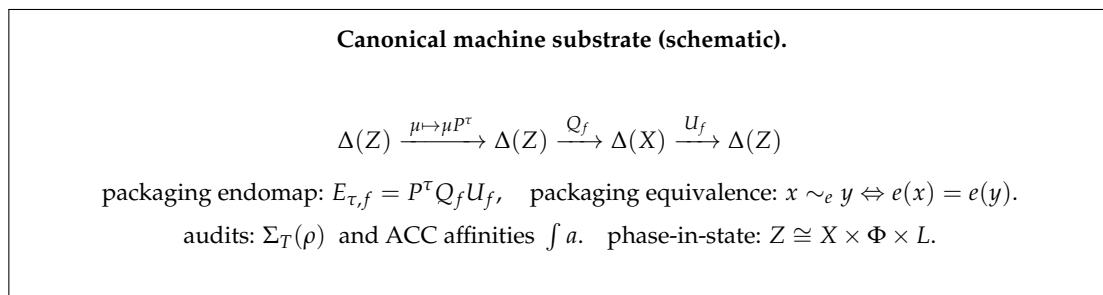 Canonical machine substrate (schematic).
Δ(Z) —μ↦μP^τ→ Δ(Z) —Q_f→ Δ(X) —U_f→ Δ(Z)
packaging endomap: E_{τ,f} = P^τ Q_f U_f, packaging equivalence: x ∼_e y ⇔ e(x) = e(y).
audits: Σ_T(ρ) and ACC affinities ∫ a. phase-in-state: Z ≅ X × Φ × L.